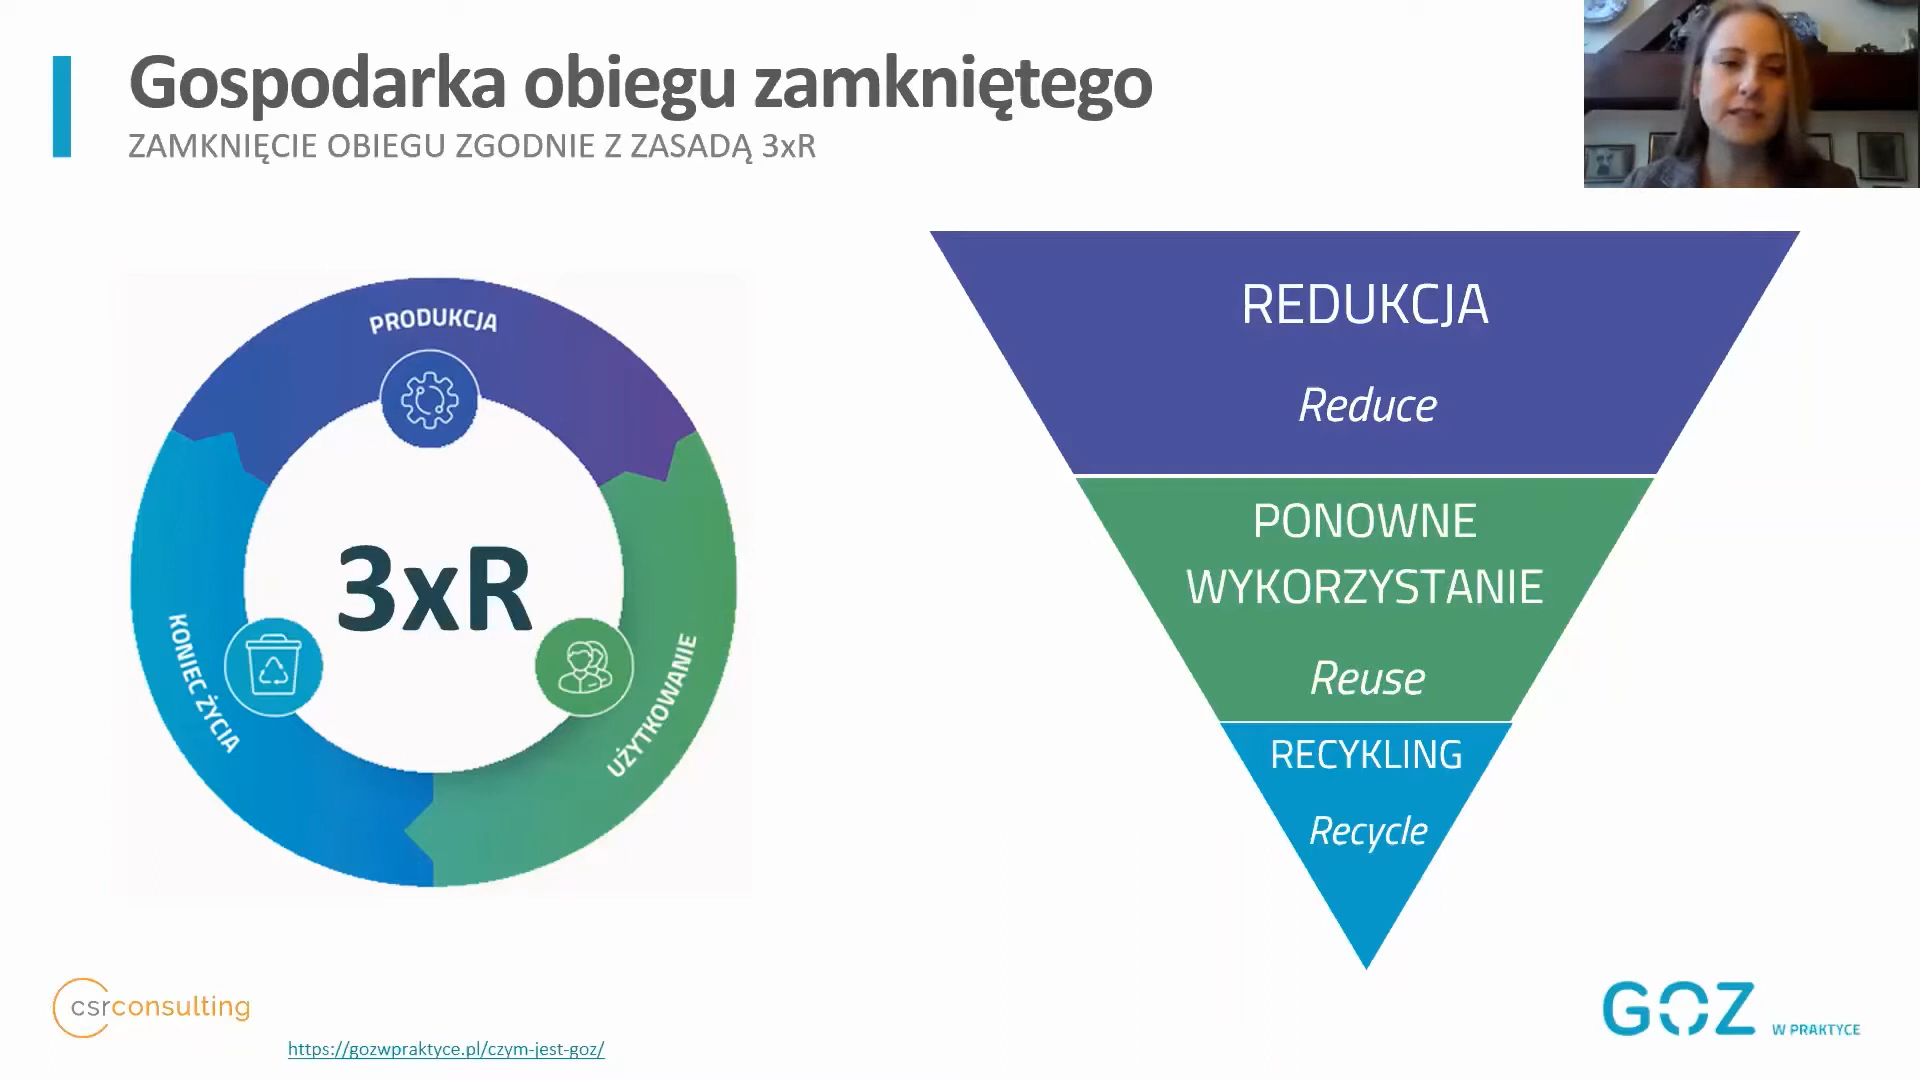 Gospodarka obiegu zamkniętego
ZAMKNIĘCIE OBIEGU ZGODNIE Z ZASADĄ 3xR
PRODUKCJA
3xR
KONIEC ŻYCIA
UŻYTKOWANIE
REDUKCJA
Reduce
PONOWNE
WYKORZYSTANIE
Reuse
RECYKLING
Recycle
csrconsulting
https://gozwpraktyce.pl/czym-jest-goz/
GOZ W PRAKTYCE